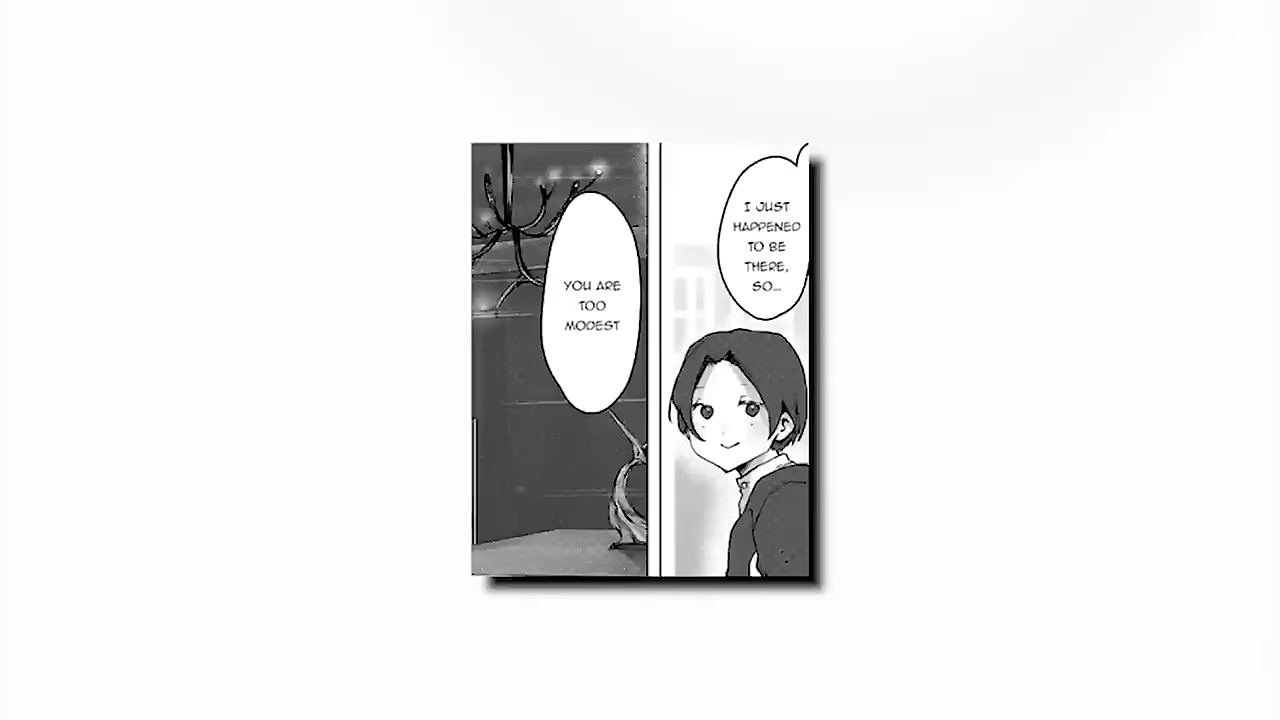 I JUST
HAPPENED
TO BE
THERE,
SO...
YOU ARE
TOO
MODEST